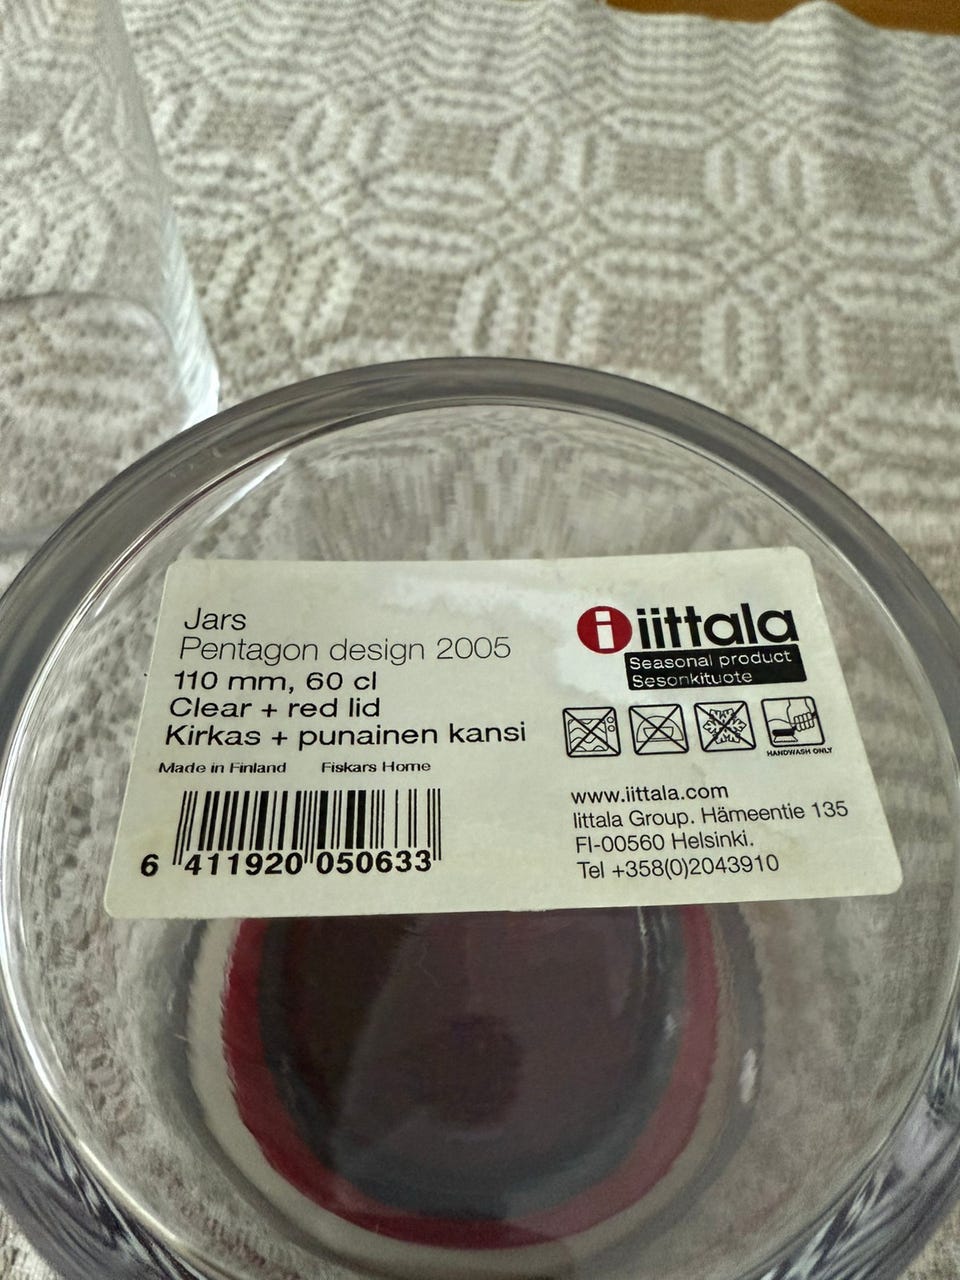 Jars
Pentagon design 2005
110 mm, 60 cl
Clear + red lid
Kirkas + punainen kansi
Made in Finland Fiskars Home
6 411920 050633
iittala
Seasonal product
Sesonkituote
HANDWASH ONLY
www.iittala.com
Iittala Group. Hämeentie 135
FI-00560 Helsinki.
Tel +358(0)2043910